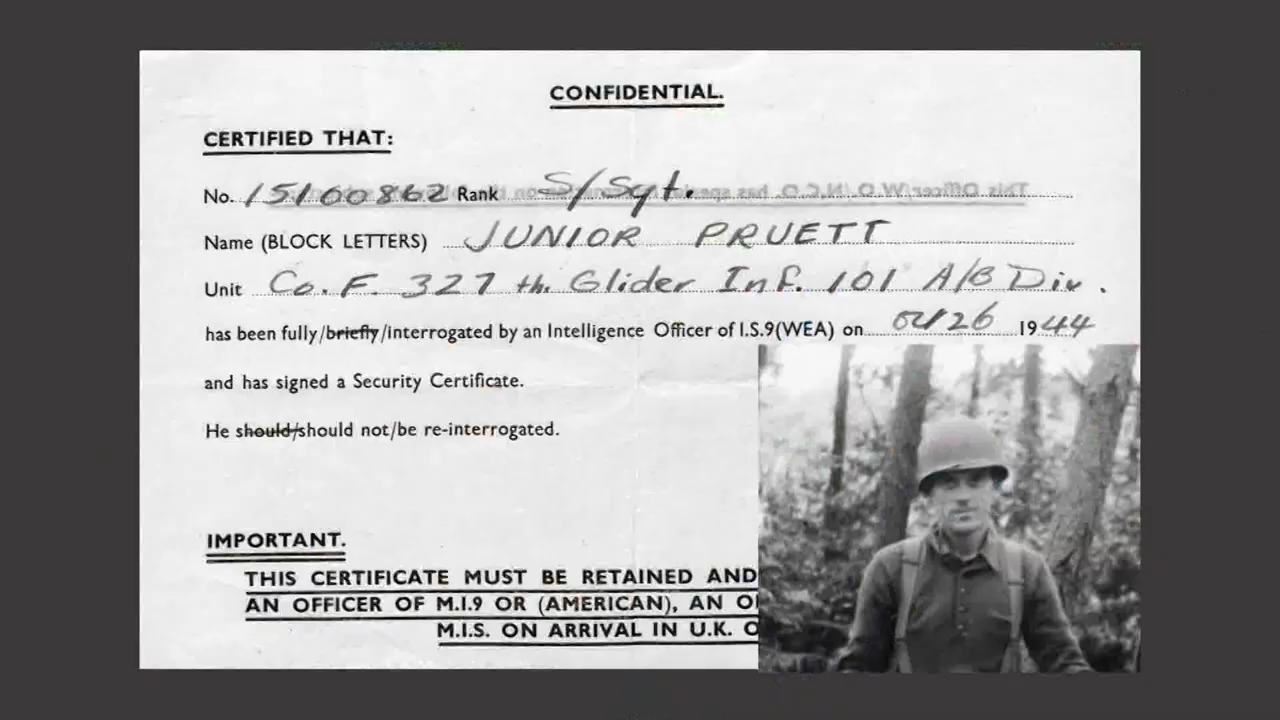 CONFIDENTIAL.
CERTIFIED THAT:
No. 15100862 Rank S/Sgt.
Name (BLOCK LETTERS) JUNIOR PRUETT
Unit Co. F. 327 th. Glider Inf. 101 A/B Div.
has been fully/briefly/interrogated by an Intelligence Officer of I.S.9(WEA) on 26 1944
and has signed a Security Certificate.
He should/should not/be re-interrogated.
IMPORTANT.
THIS CERTIFICATE MUST BE RETAINED AND
AN OFFICER OF M.I.9 OR (AMERICAN), AN
M.I.S. ON ARRIVAL IN U.K.